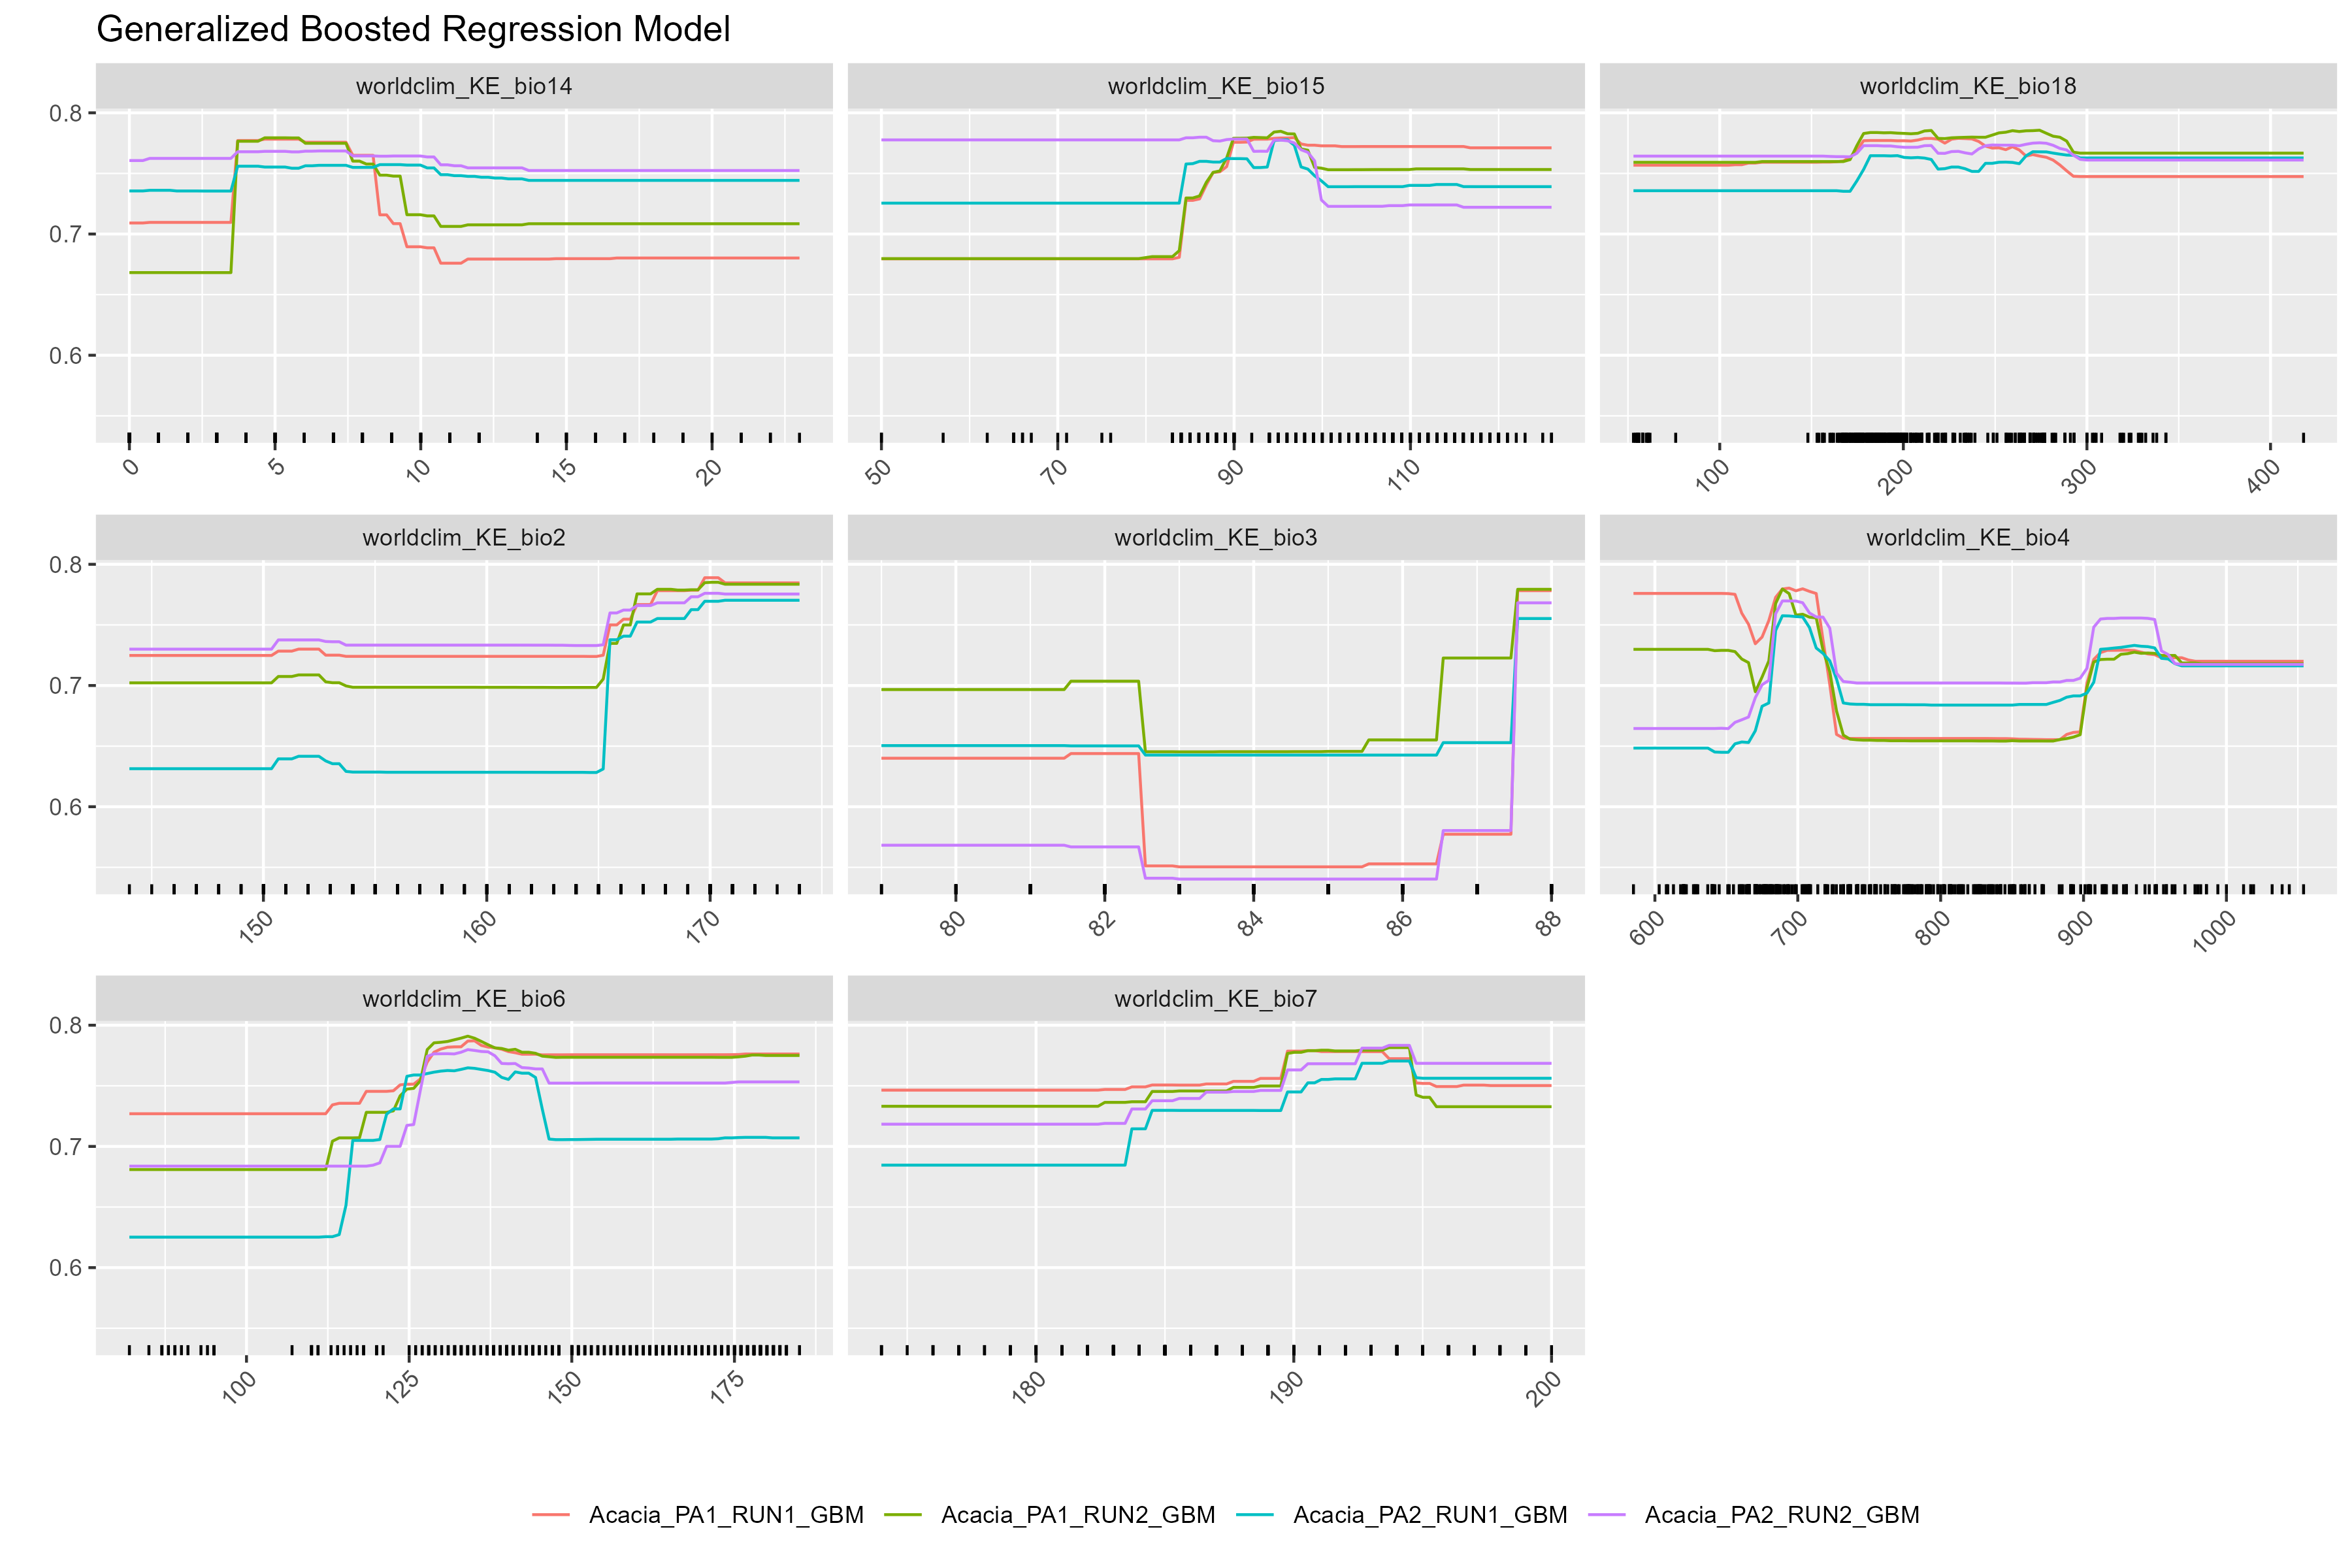 Generalized Boosted Regression Model
worldclim_KE_bio14 worldclim_KE_bio15 worldclim_KE_bio18
0.8
0.7
0.6
0 5 10 15 20 50 70 90 110 100 200 300 400
worldclim_KE_bio2 worldclim_KE_bio3 worldclim_KE_bio4
0.8
0.7
0.6
150 160 170 80 82 84 86 88 600 700 800 900 1000
worldclim_KE_bio6 worldclim_KE_bio7
0.8
0.7
0.6
100 125 150 175 180 190 200
Acacia_PA1_RUN1_GBM Acacia_PA1_RUN2_GBM Acacia_PA2_RUN1_GBM Acacia_PA2_RUN2_GBM